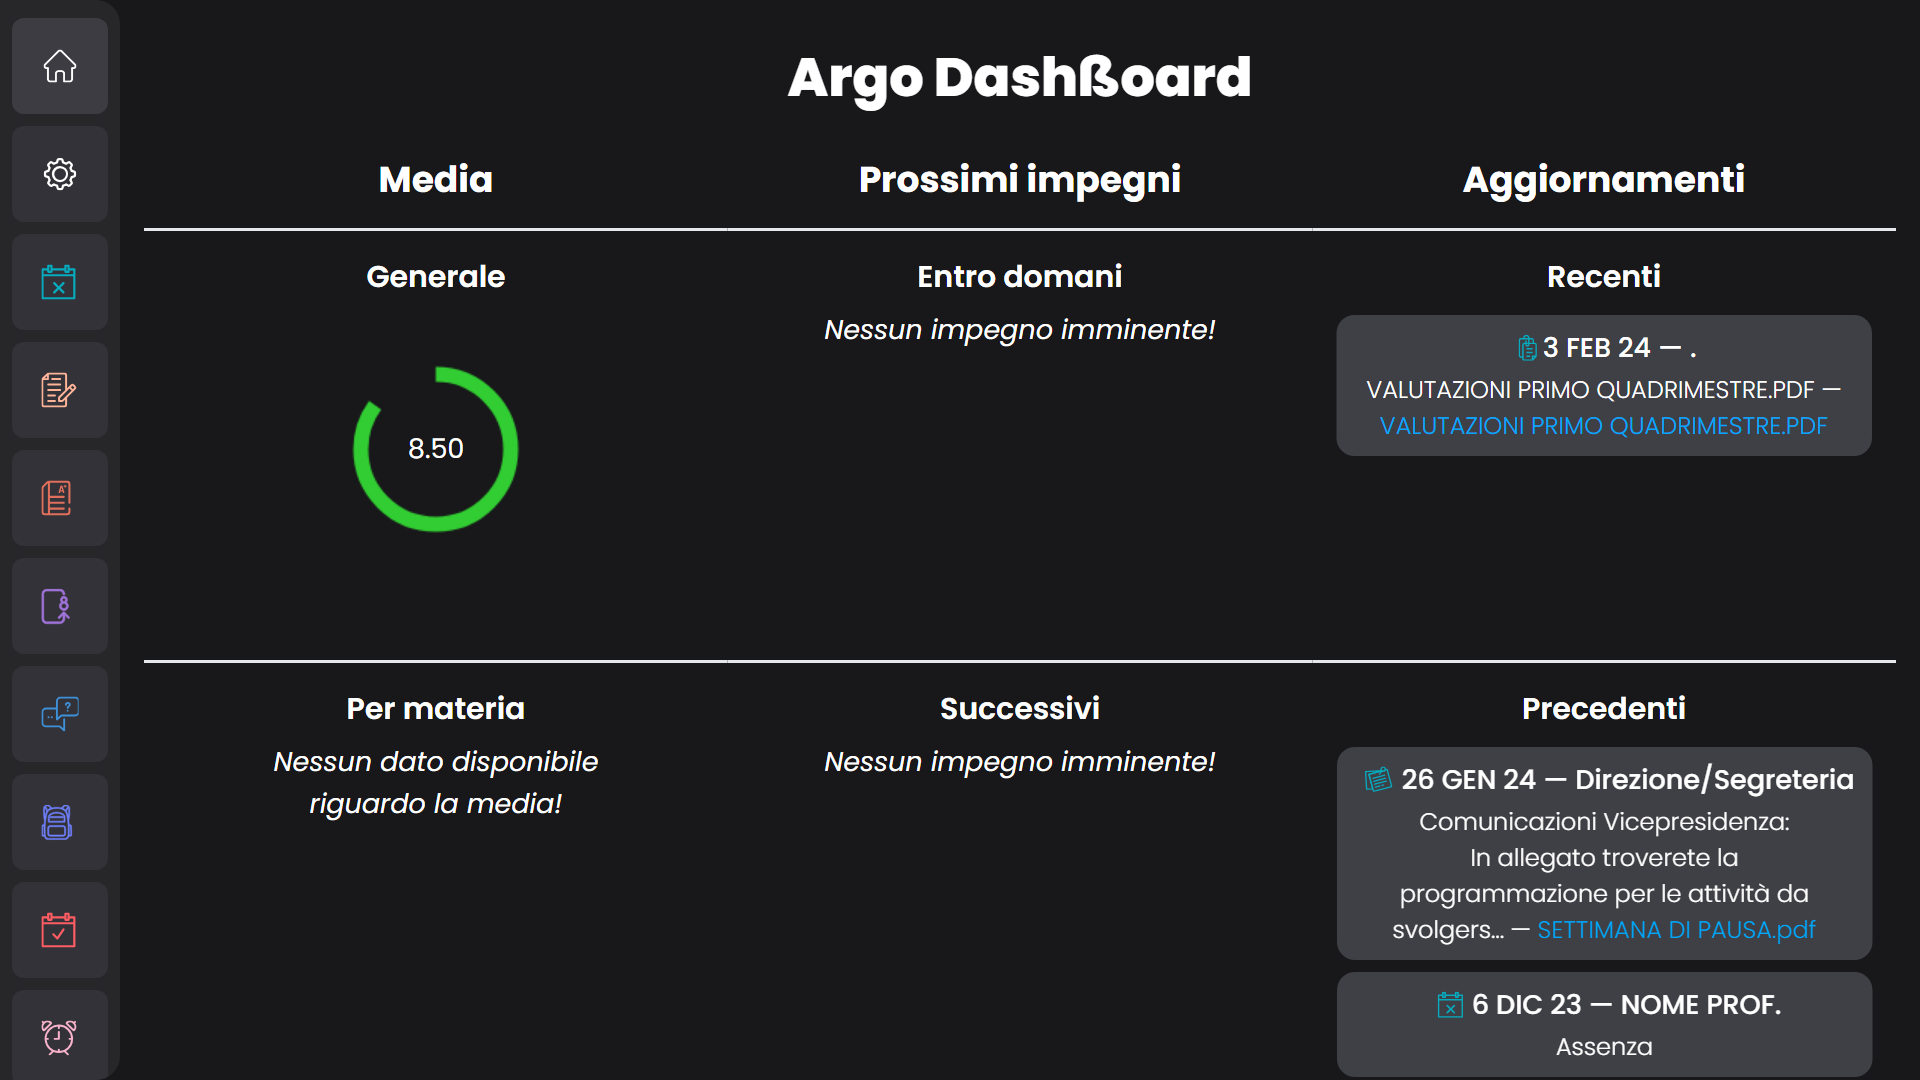 Argo Dashßoard
Media
Prossimi impegni
Aggiornamenti
Generale
8.50
Entro domani
Nessun impegno imminente!
Recenti
3 FEB 24 — .
VALUTAZIONI PRIMO QUADRIMESTRE.PDF —
VALUTAZIONI PRIMO QUADRIMESTRE.PDF
Per materia
Nessun dato disponibile
riguardo la media!
Successivi
Nessun impegno imminente!
Precedenti
26 GEN 24 — Direzione/Segreteria
Comunicazioni Vicepresidenza:
In allegato troverete la
programmazione per le attività da
svolgers... — SETTIMANA DI PAUSA.pdf
6 DIC 23 — NOME PROF.
Assenza